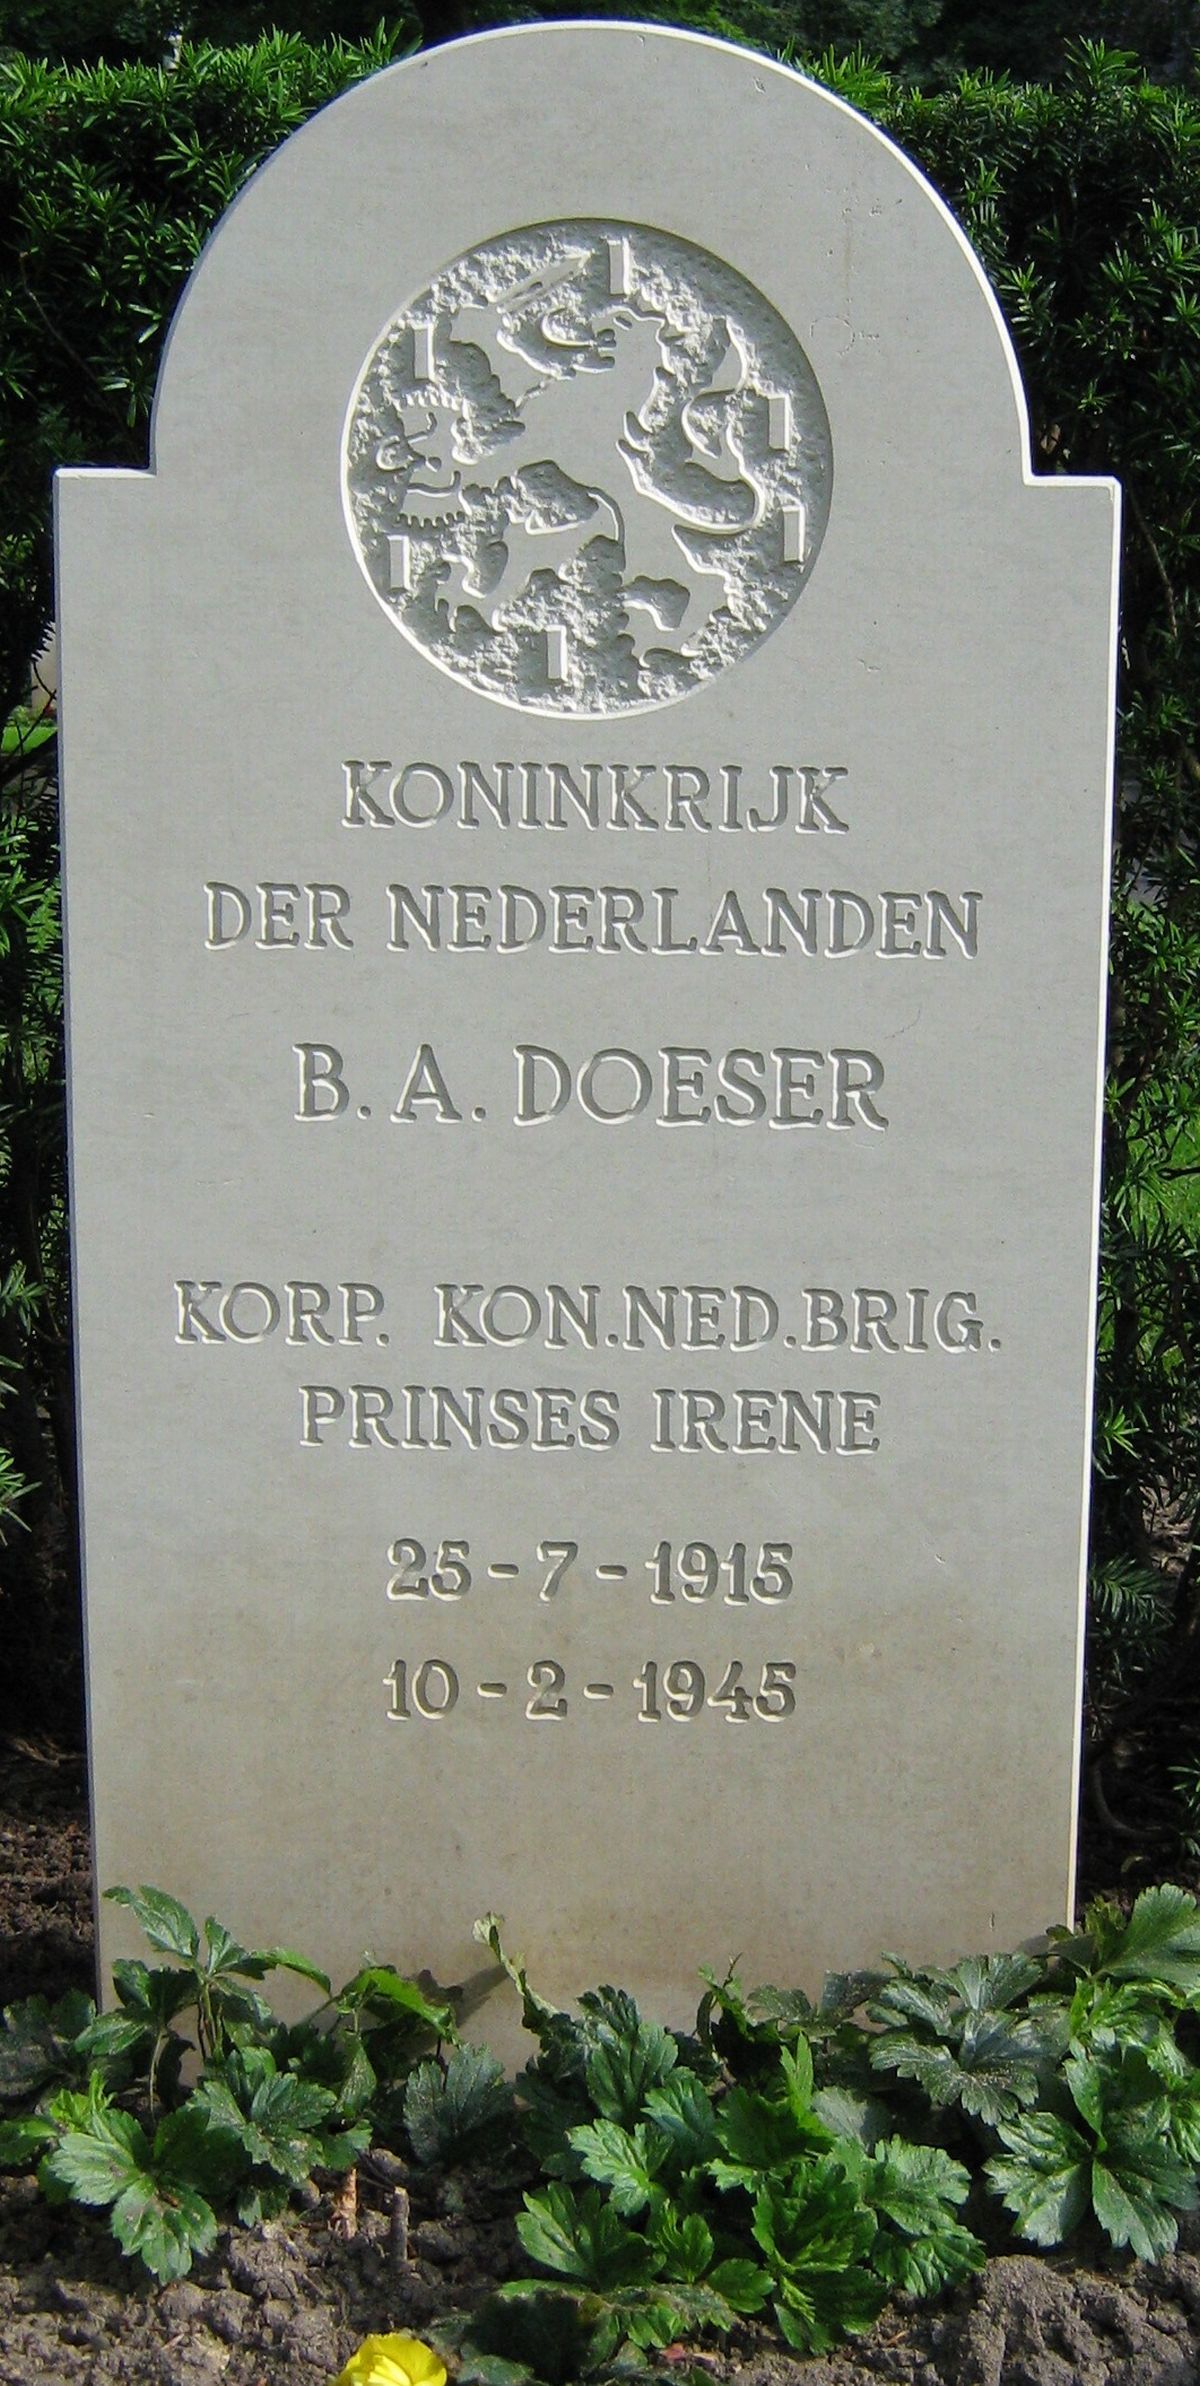 KONINKRIJK
DER NEDERLANDEN
B. A. DOESER
KORP. KON.NED.BRIG.
PRINSES IRENE
25-7-1915
10-2-1945